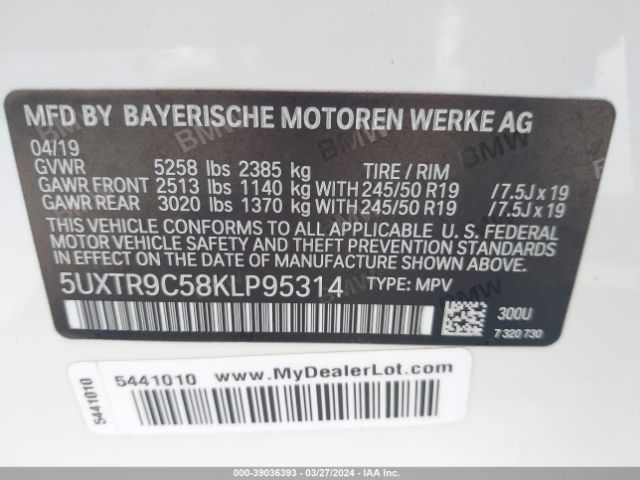 MFD BY BAYERISCHE MOTOREN WERKE AG
04/19
GVWR 5258 lbs 2385 kg TIRE / RIM
GAWR FRONT 2513 lbs 1140 kg WITH 245/50 R19 /7.5J x 19
GAWR REAR 3020 lbs 1370 kg WITH 245/50 R19 /7.5J x 19
THIS VEHICLE CONFORMS TO ALL APPLICABLE U. S. FEDERAL
MOTOR VEHICLE SAFETY AND THEFT PREVENTION STANDARDS
IN EFFECT ON THE DATE OF MANUFACTURE SHOWN ABOVE.
5UXTR9C58KLP95314 TYPE: MPV
300U
7 320 730
5441010
5441010 www.MyDealerLot.com
000-39036393 - 03/27/2024 - IAAI.COM